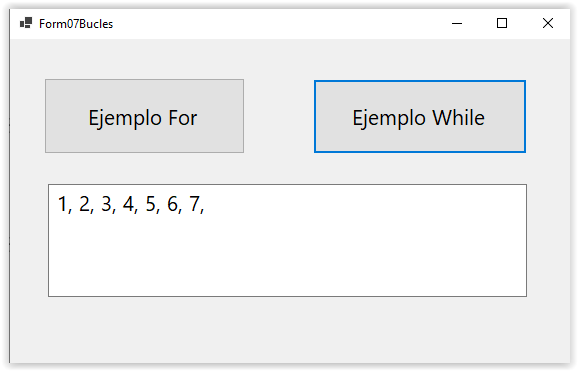 Form07Bucles
Ejemplo For
Ejemplo While
1, 2, 3, 4, 5, 6, 7,